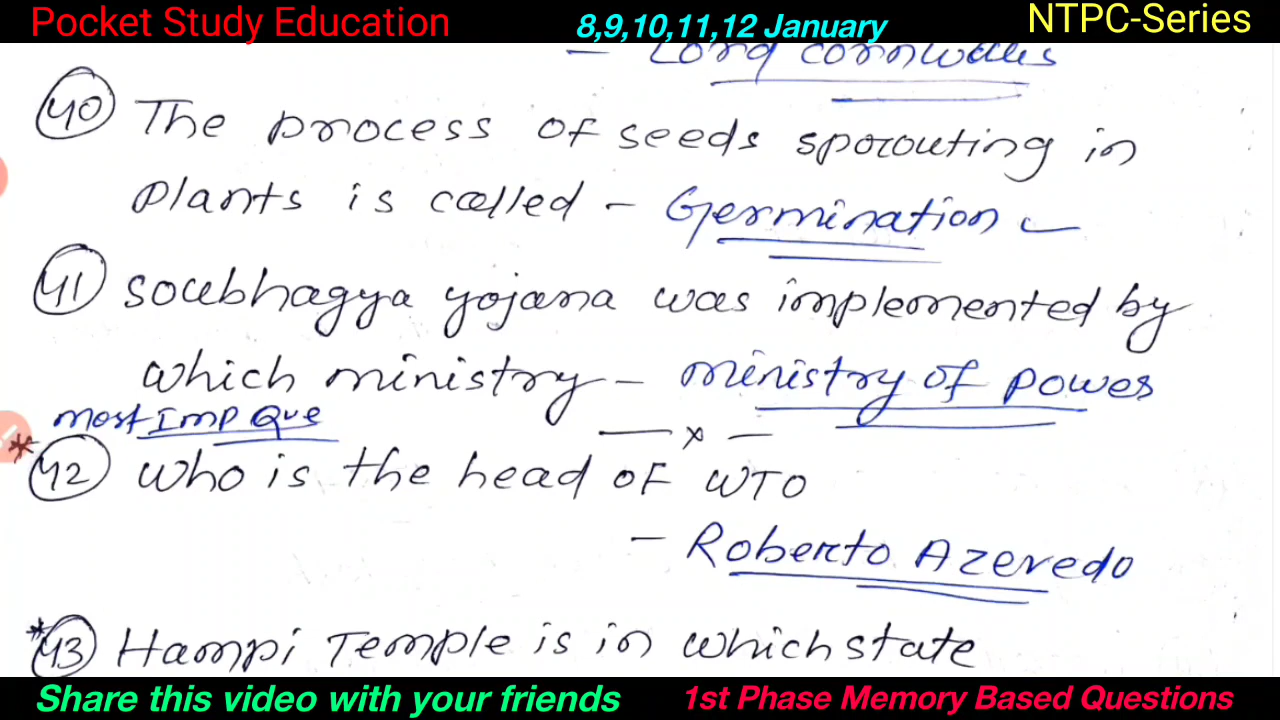 Pocket Study Education
8,9,10,11,12 January
NTPC-Series
- Lord cornwallis
40 The process of seeds sprouting in
plants is called - Germination
41 soubhagya yojana was implemented by
which ministry - ministry of power
most Imp Que
* 42 Who is the head of WTO
- Roberto Azevedo
* 43 Hampi Temple is in which state
Share this video with your friends
1st Phase Memory Based Questions